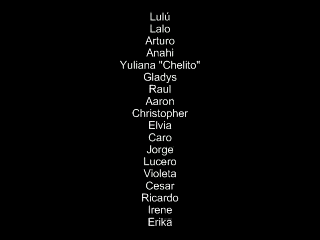 Lulú
Lalo
Arturo
Anahi
Yuliana "Chelito"
Gladys
Raul
Aaron
Christopher
Elvia
Caro
Jorge
Lucero
Violeta
Cesar
Ricardo
Irene
Erika